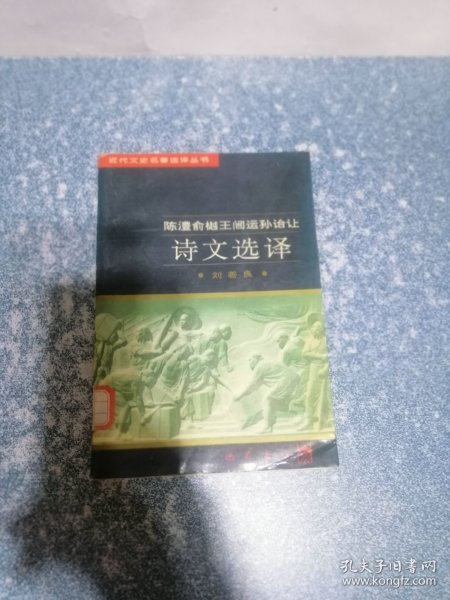 近代文史名著选译丛书
陈澧俞樾王闿运孙诒让
诗文选译
●刘善良●
孔夫子旧书网
www.kongfz.com